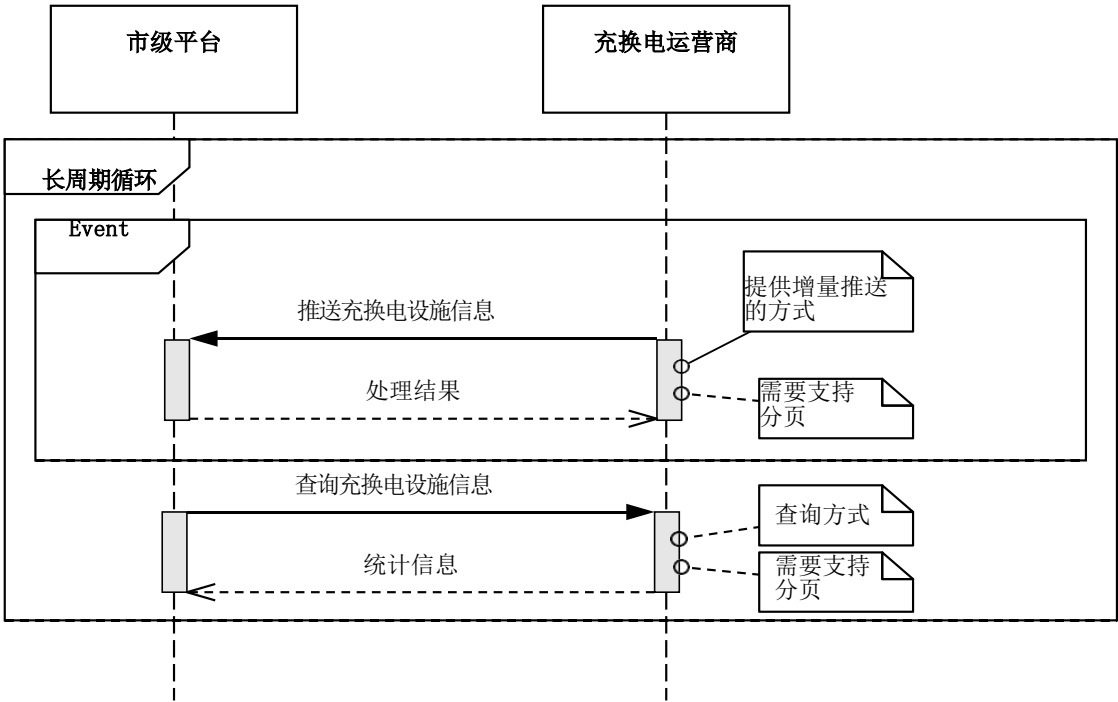 市级平台
充换电运营商
长周期循环
Event
提供增量推送
的方式
推送充换电设施信息
处理结果
需要支持
分页
查询充换电设施信息
查询方式
统计信息
需要支持
分页